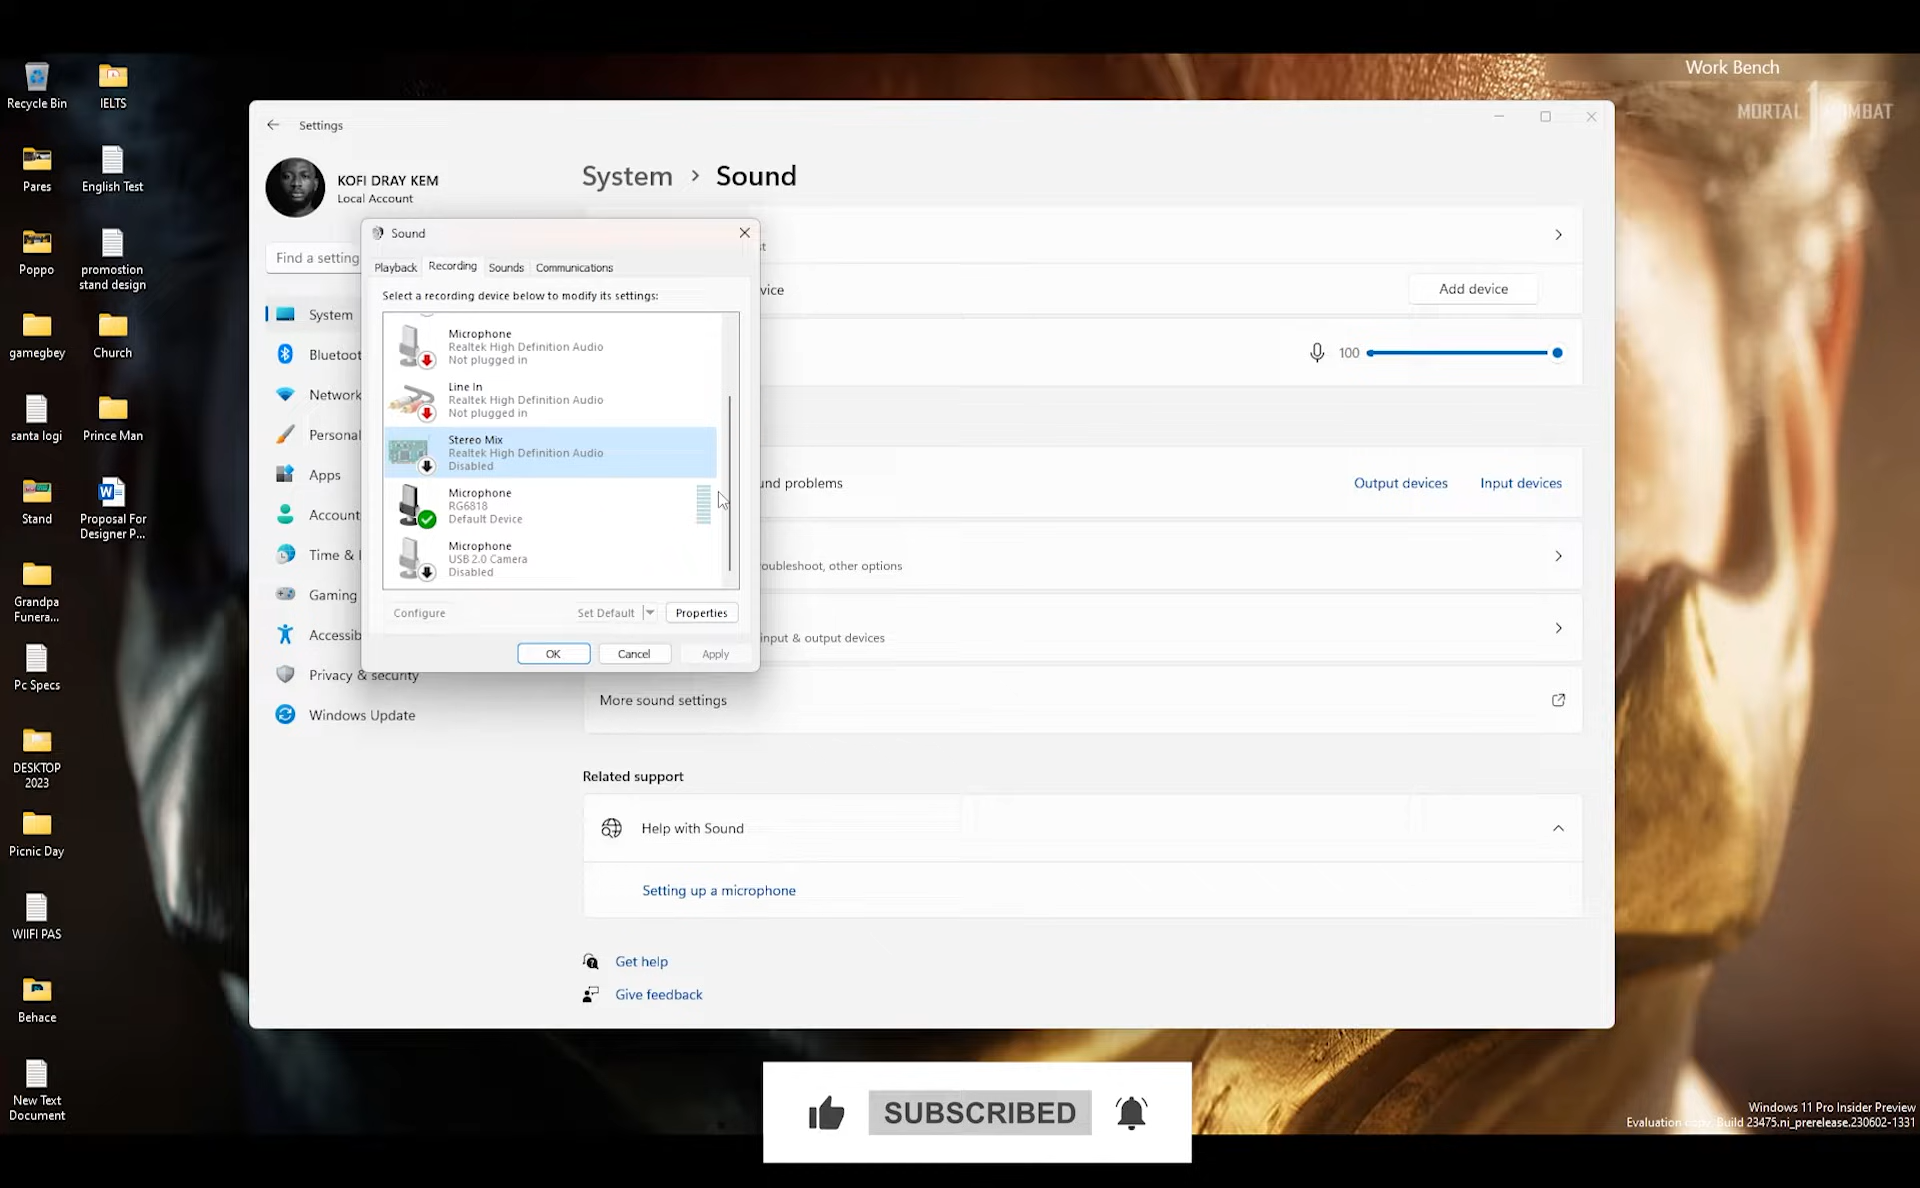 Work Bench
MORTAL 1
Recycle Bin
IELTS
Pares
English Test
Poppo
promostion
stand design
gamegbey
Church
santa logi
Prince Man
Stand
Proposal For
Designer P...
Grandpa
Funera...
Pc Specs
DESKTOP
2023
Picnic Day
WIIFI PAS
Behace
New Text
Document
Settings
KOFI DRAY KEM
Local Account
Find a setting
System
Bluetoot
Network
Personal
Apps
Account
Time &
Gaming
Accessib
Privacy & security
Windows Update
System > Sound
Add device
vice
100
und problems
Output devices
Input devices
oubleshoot, other options
input & output devices
More sound settings
Related support
Help with Sound
Setting up a microphone
Get help
Give feedback
Sound
Playback
Recording
Sounds
Communications
Select a recording device below to modify its settings:
Microphone
Realtek High Definition Audio
Not plugged in
Line In
Realtek High Definition Audio
Not plugged in
Stereo Mix
Realtek High Definition Audio
Disabled
Microphone
RG6818
Default Device
Microphone
USB 2.0 Camera
Disabled
Configure
Set Default
Properties
OK
Cancel
Apply
SUBSCRIBED
Windows 11 Pro Insider Preview
Evaluation copy. Build 23475.ni_prerelease.230602-1331